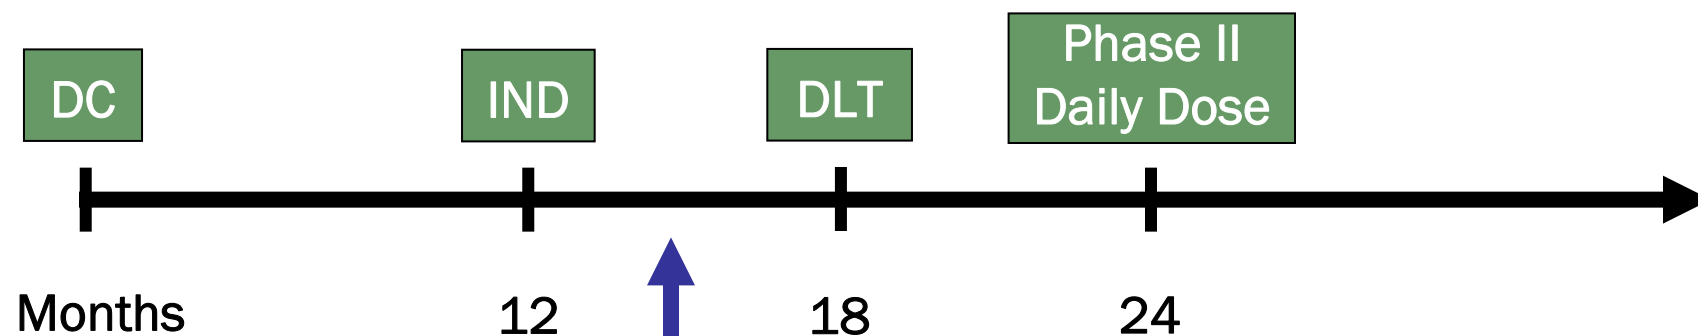 DC
IND
DLT
Phase II
Daily Dose
Months 12 18 24